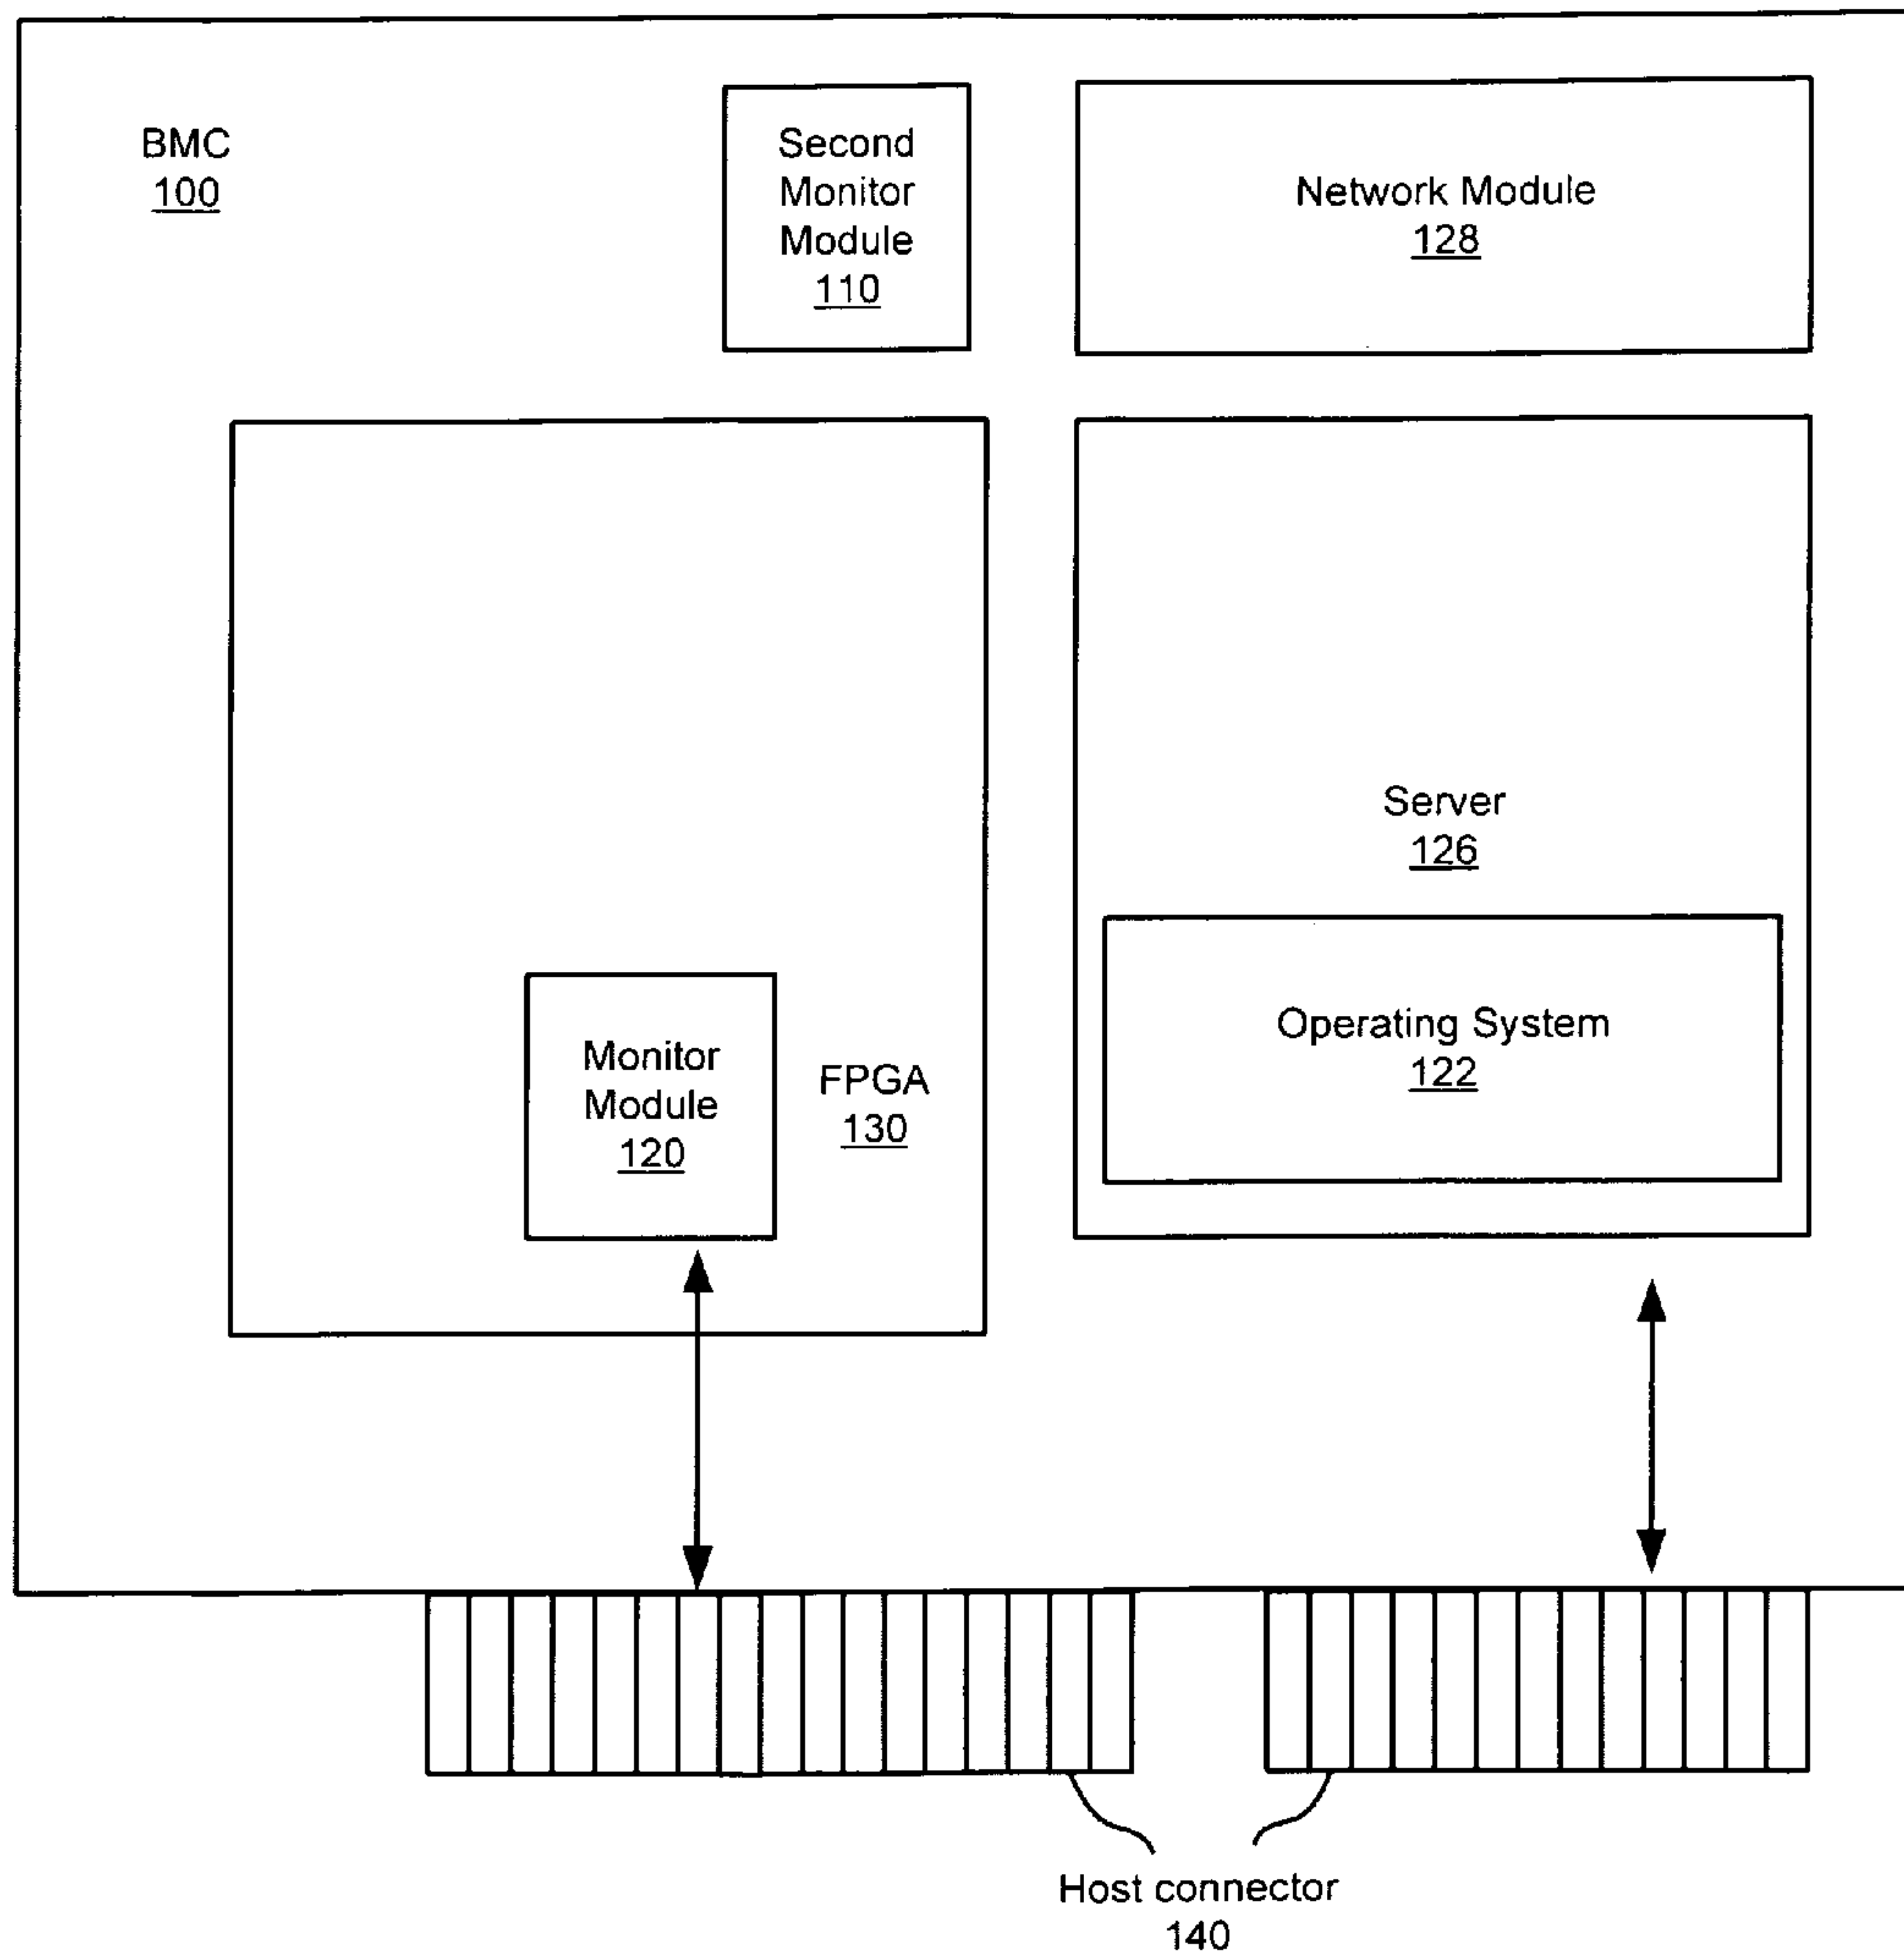 BMC
100
Second
Monitor
Module
110
Network Module
128
Server
126
Operating System
122
Monitor
Module
120
FPGA
130
Host connector
140